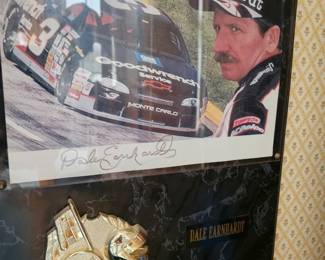 3
Goodwrench
Service
MONTE CARLO
Dale Earnhardt
DALE EARNHARDT